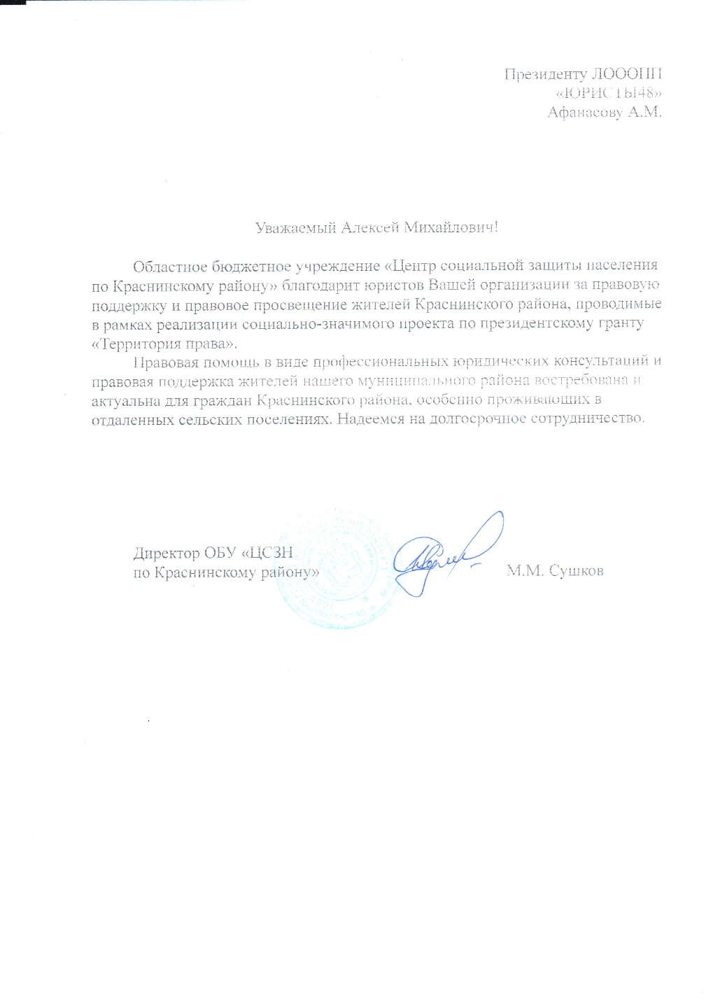 Президенту ЛОООПП
«ЮРИСТЫ48»
Афанасову А.М.
Уважаемый Алексей Михайлович!
Областное бюджетное учреждение «Центр социальной защиты населения
по Краснинскому району» благодарит юристов Вашей организации за правовую
поддержку и правовое просвещение жителей Краснинского района, проводимые
в рамках реализации социально-значимого проекта по президентскому гранту
«Территория права».
Правовая помощь в виде профессиональных юридических консультаций и
правовая поддержка жителей нашего муниципального района востребована и
актуальна для граждан Краснинского района, особенно проживающих в
отдаленных сельских поселениях. Надеемся на долгосрочное сотрудничество.
Директор ОБУ «ЦСЗН
по Краснинскому району»
М.М. Сушков